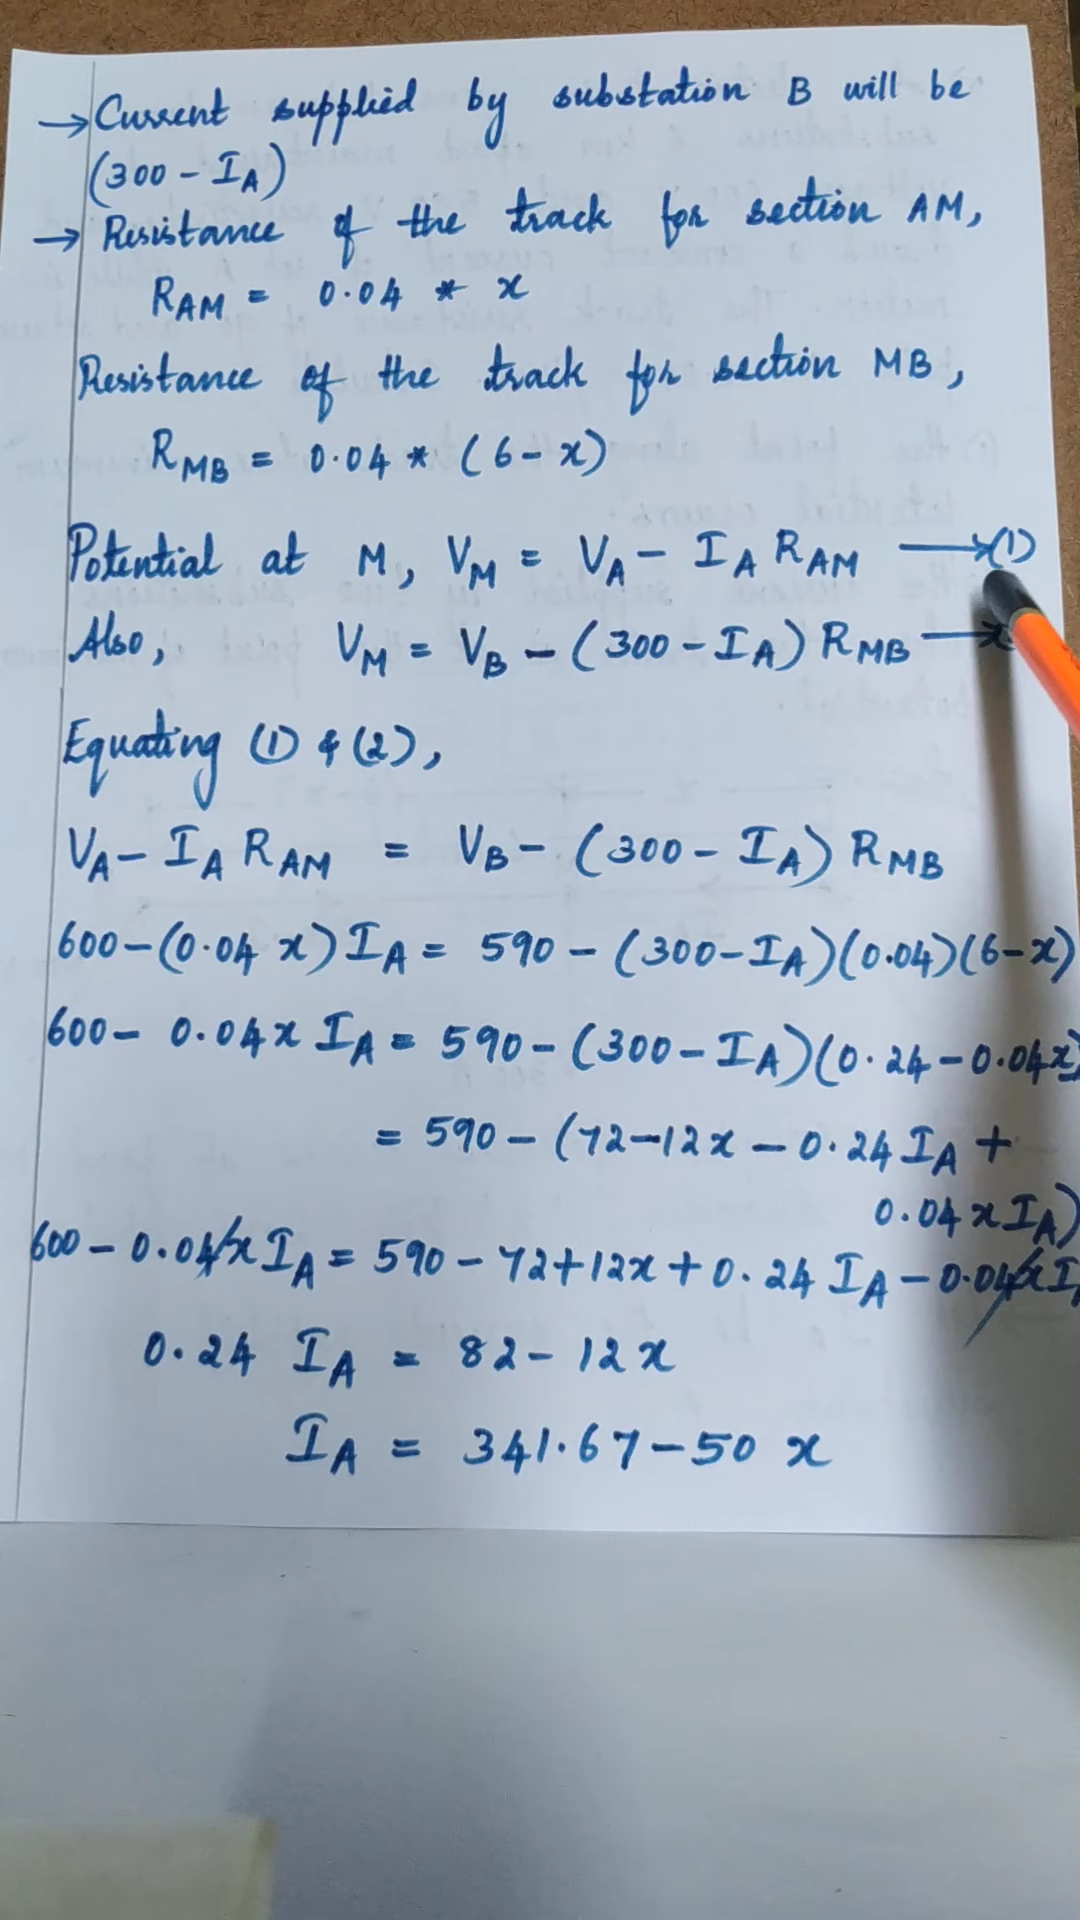 → Current supplied by substation B will be
(300 - I_A)
→ Resistance of the track for section AM,
R_AM = 0.04 * x
Resistance of the track for section MB,
R_MB = 0.04 * (6 - x)
Potential at M, V_M = V_A - I_A R_AM → (1)
Also, V_M = V_B - (300 - I_A) R_MB →
Equating (1) & (2),
V_A - I_A R_AM = V_B - (300 - I_A) R_MB
600 - (0.04 x) I_A = 590 - (300 - I_A)(0.04)(6 - x)
600 - 0.04x I_A = 590 - (300 - I_A)(0.24 - 0.04x)
= 590 - (72 - 12x - 0.24 I_A +
0.04 x I_A)
600 - 0.04x I_A = 590 - 72 + 12x + 0.24 I_A - 0.04x I
0.24 I_A = 82 - 12x
I_A = 341.67 - 50 x